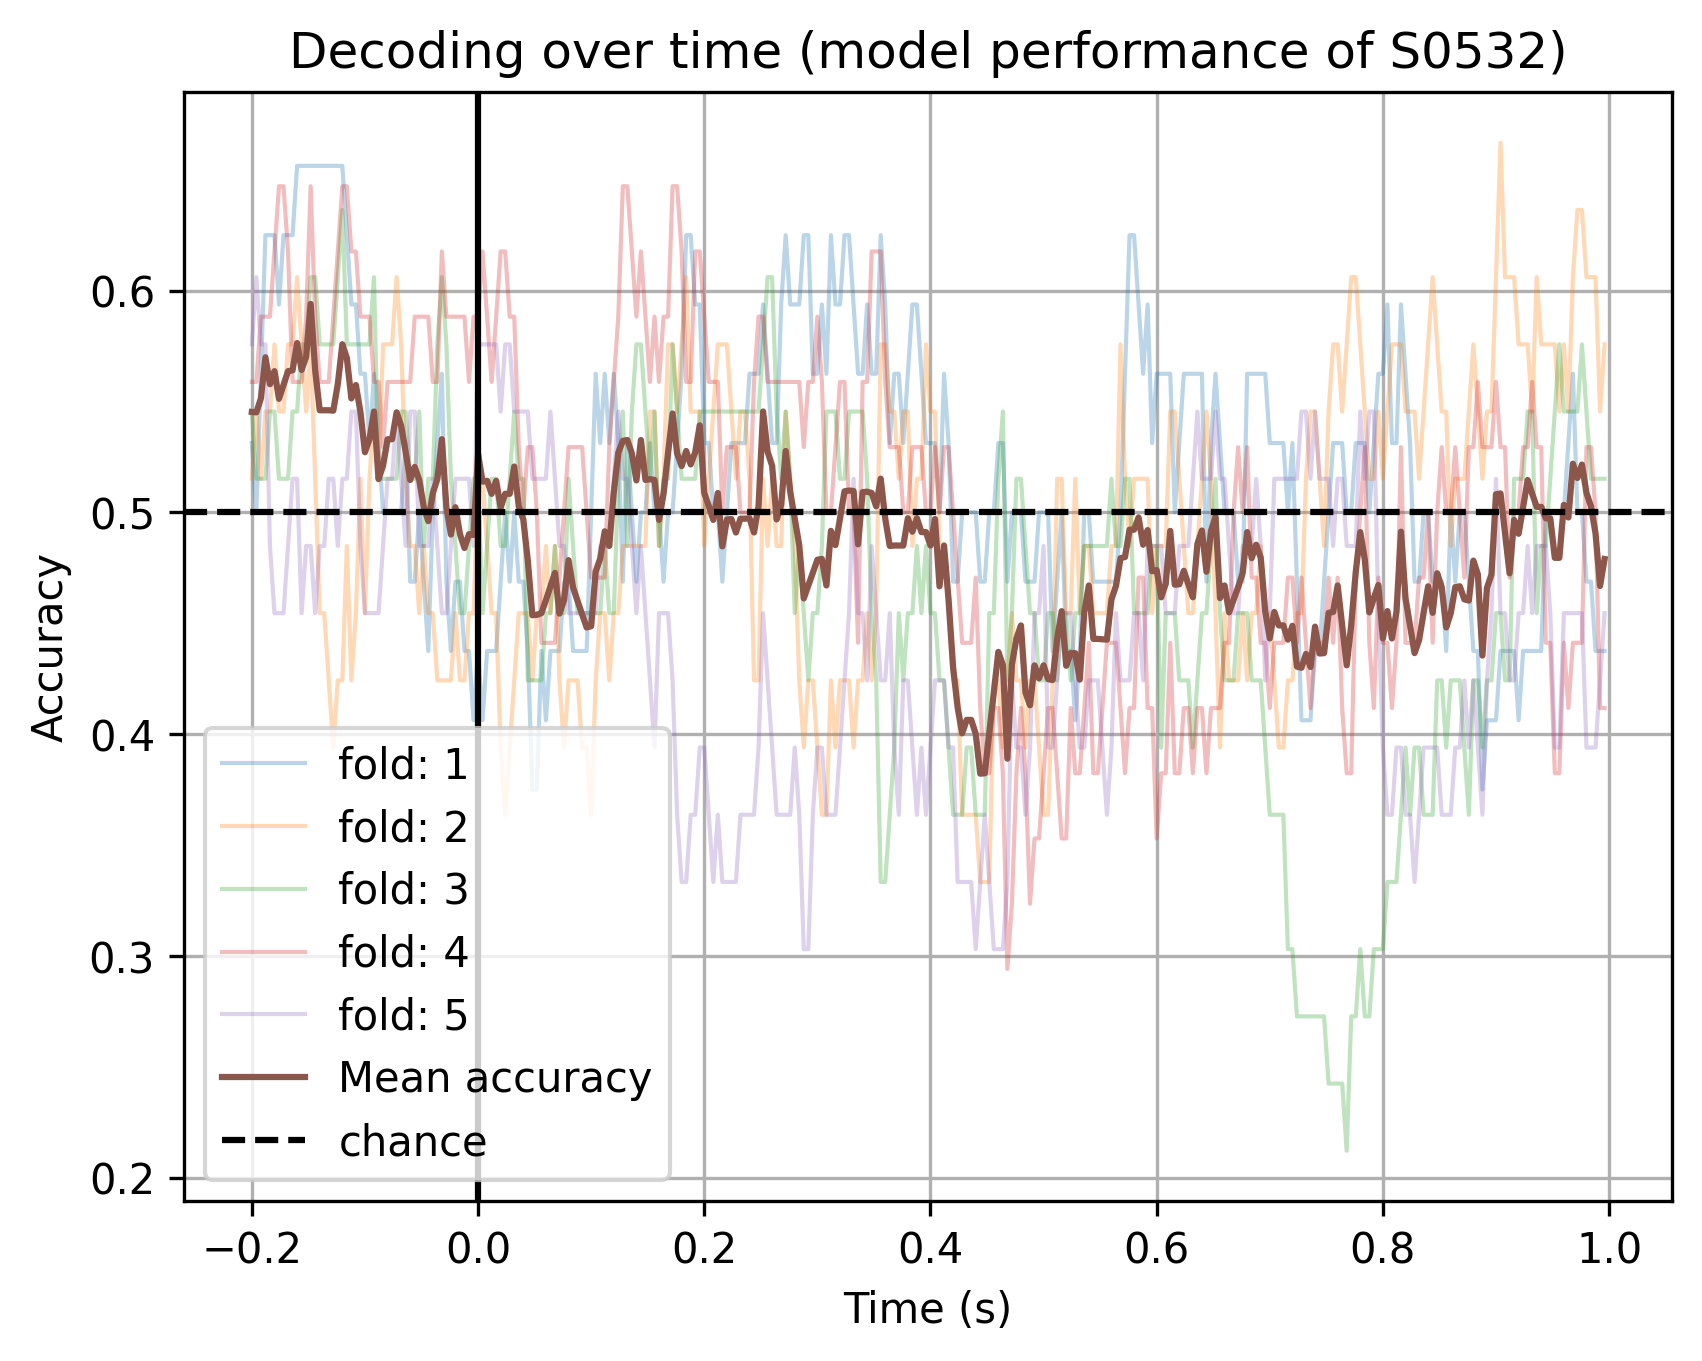 Decoding over time (model performance of S0532)
Accuracy
0.6
0.5
0.4
0.3
0.2
fold: 1
fold: 2
fold: 3
fold: 4
fold: 5
Mean accuracy
chance
−0.2 0.0 0.2 0.4 0.6 0.8 1.0
Time (s)